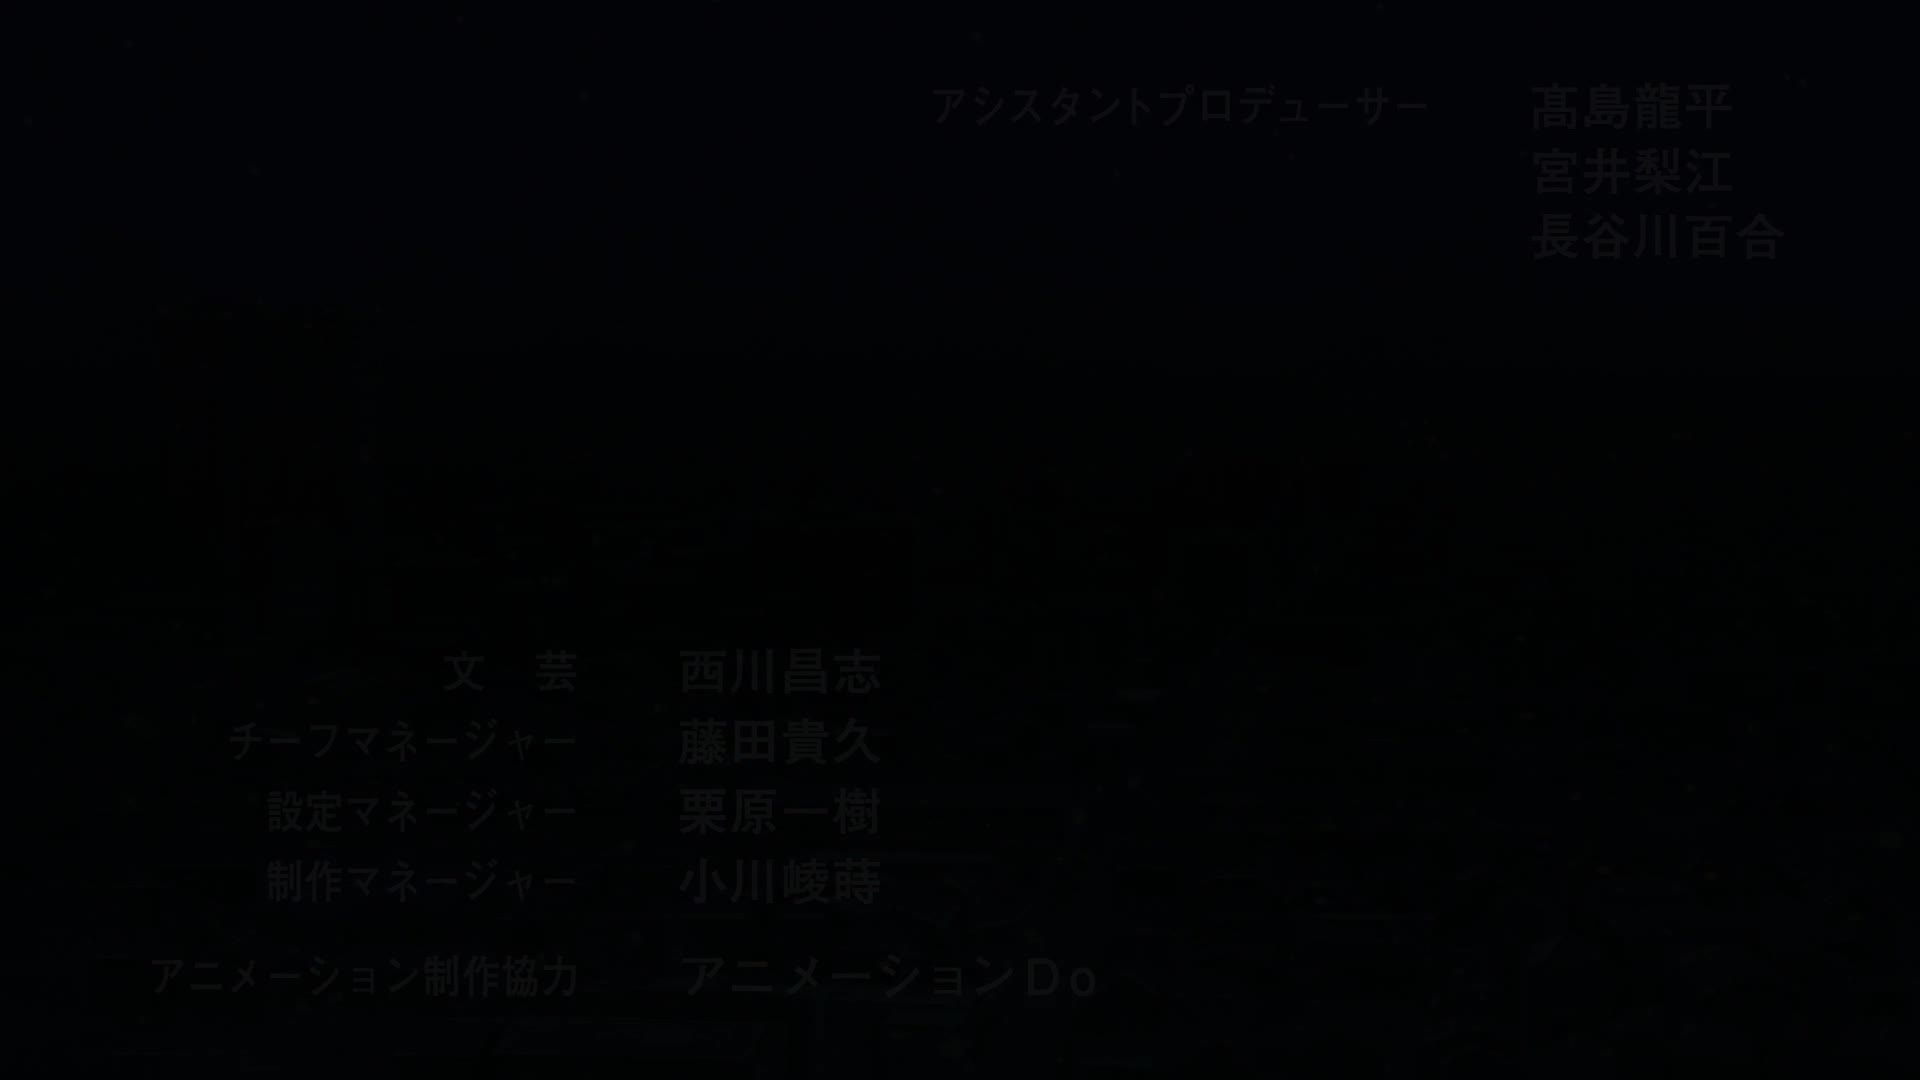 アシスタントプロデューサー　髙島龍平
宮井梨江
長谷川百合
文　芸　西川昌志
チーフマネージャー　藤田貴久
設定マネージャー　栗原一樹
制作マネージャー　小川崚蒔
アニメーション制作協力　アニメーションDo